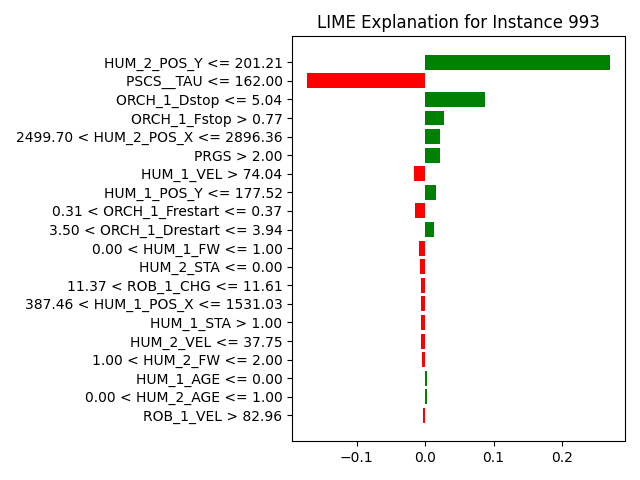 LIME Explanation for Instance 993
HUM_2_POS_Y <= 201.21
PSCS__TAU <= 162.00
ORCH_1_Dstop <= 5.04
ORCH_1_Fstop > 0.77
2499.70 < HUM_2_POS_X <= 2896.36
PRGS > 2.00
HUM_1_VEL > 74.04
HUM_1_POS_Y <= 177.52
0.31 < ORCH_1_Frestart <= 0.37
3.50 < ORCH_1_Drestart <= 3.94
0.00 < HUM_1_FW <= 1.00
HUM_2_STA <= 0.00
11.37 < ROB_1_CHG <= 11.61
387.46 < HUM_1_POS_X <= 1531.03
HUM_1_STA > 1.00
HUM_2_VEL <= 37.75
1.00 < HUM_2_FW <= 2.00
HUM_1_AGE <= 0.00
0.00 < HUM_2_AGE <= 1.00
ROB_1_VEL > 82.96
−0.1 0.0 0.1 0.2